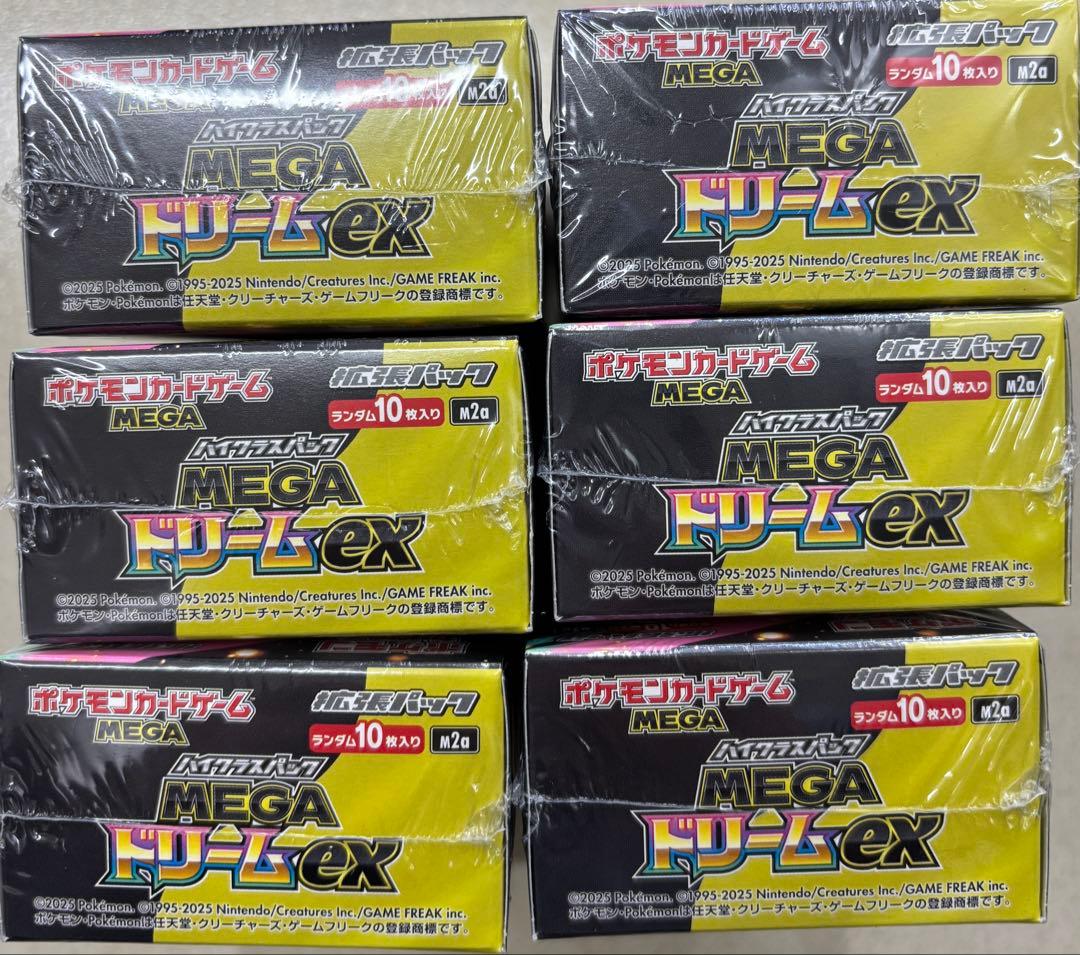 ポケモンカードゲーム
MEGA
拡張パック
ランダム10枚入り M2a
ハイクラスパック
MEGA
ドリームex
©2025 Pokémon. ©1995-2025 Nintendo/Creatures Inc./GAME FREAK inc.
ポケモン・Pokémonは任天堂・クリーチャーズ・ゲームフリークの登録商標です。
ポケモンカードゲーム
MEGA
拡張パック
ランダム10枚入り M2a
ハイクラスパック
MEGA
ドリームex
©2025 Pokémon. ©1995-2025 Nintendo/Creatures Inc./GAME FREAK inc.
ポケモン・Pokémonは任天堂・クリーチャーズ・ゲームフリークの登録商標です。
ポケモンカードゲーム
MEGA
拡張パック
ランダム10枚入り M2a
ハイクラスパック
MEGA
ドリームex
©2025 Pokémon. ©1995-2025 Nintendo/Creatures Inc./GAME FREAK inc.
ポケモン・Pokémonは任天堂・クリーチャーズ・ゲームフリークの登録商標です。
ポケモンカードゲーム
MEGA
拡張パック
ランダム10枚入り M2a
ハイクラスパック
MEGA
ドリームex
©2025 Pokémon. ©1995-2025 Nintendo/Creatures Inc./GAME FREAK inc.
ポケモン・Pokémonは任天堂・クリーチャーズ・ゲームフリークの登録商標です。
ポケモンカードゲーム
MEGA
拡張パック
ランダム10枚入り M2a
ハイクラスパック
MEGA
ドリームex
©2025 Pokémon. ©1995-2025 Nintendo/Creatures Inc./GAME FREAK inc.
ポケモン・Pokémonは任天堂・クリーチャーズ・ゲームフリークの登録商標です。
ポケモンカードゲーム
MEGA
拡張パック
ランダム10枚入り M2a
ハイクラスパック
MEGA
ドリームex
©2025 Pokémon. ©1995-2025 Nintendo/Creatures Inc./GAME FREAK inc.
ポケモン・Pokémonは任天堂・クリーチャーズ・ゲームフリークの登録商標です。